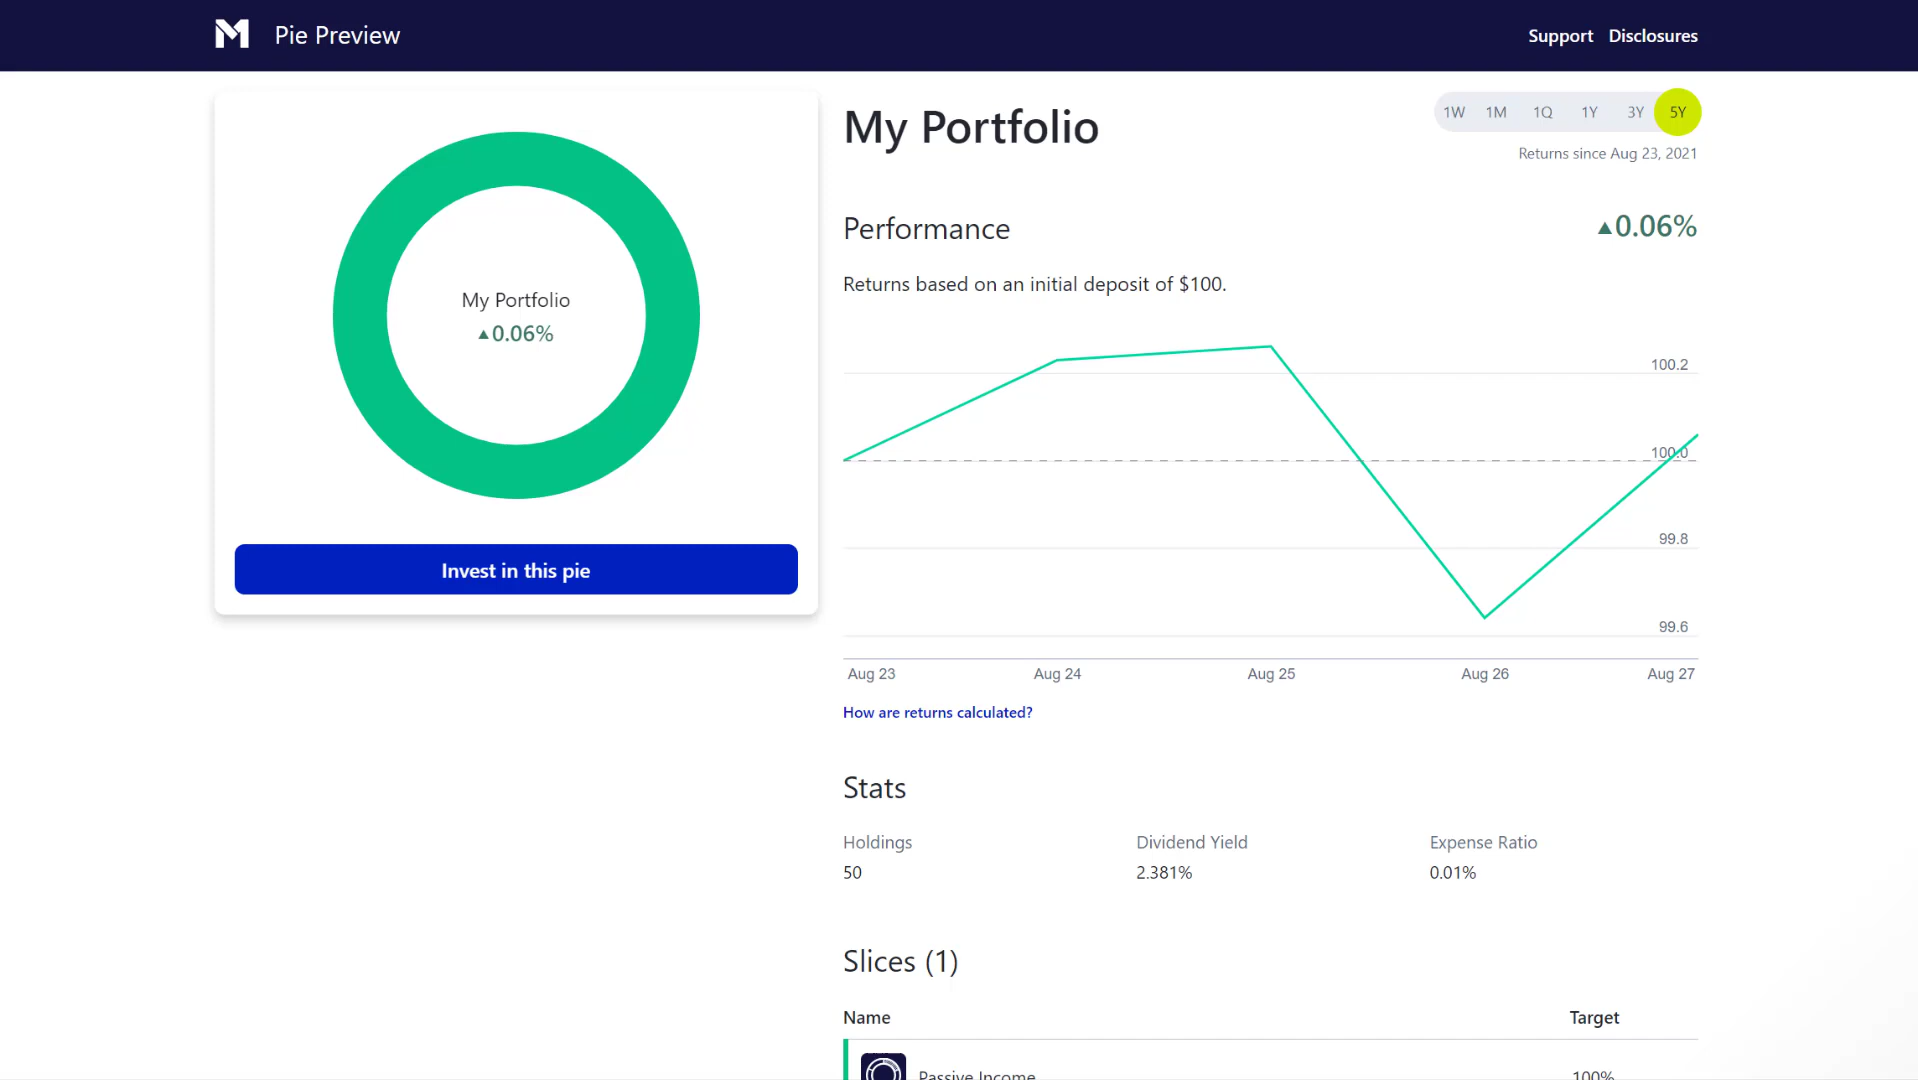 Pie Preview
Support Disclosures
My Portfolio
▲0.06%
Invest in this pie
My Portfolio
1W 1M 1Q 1Y 3Y 5Y
Returns since Aug 23, 2021
Performance
▲0.06%
Returns based on an initial deposit of $100.
100.2
100.0
99.8
99.6
Aug 23 Aug 24 Aug 25 Aug 26 Aug 27
How are returns calculated?
Stats
Holdings Dividend Yield Expense Ratio
50 2.381% 0.01%
Slices (1)
Name Target
Passive Income 100%